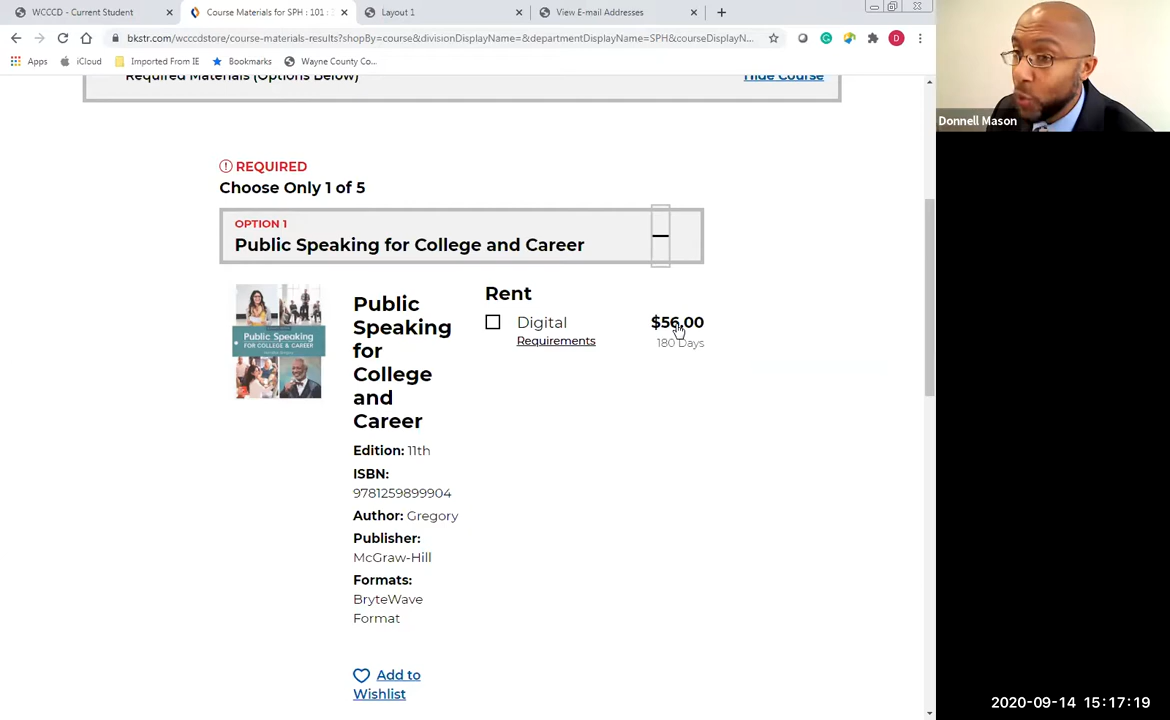 WCCCD - Current Student
Course Materials for SPH : 101 :
Layout 1
View E-mail Addresses
bkstr.com/wcccdstore/course-materials-results?shopBy=course&divisionDisplayName=&departmentDisplayName=SPH&courseDisplayN...
D
Apps
iCloud
Imported From IE
Bookmarks
Wayne County Co...
Required Materials (Options Below)
Hide Course
REQUIRED
Choose Only 1 of 5
OPTION 1
Public Speaking for College and Career
Public Speaking
FOR COLLEGE & CAREER
Public
Speaking
for
College
and
Career
Edition: 11th
ISBN:
9781259899904
Author: Gregory
Publisher:
McGraw-Hill
Formats:
BryteWave
Format
Add to
Wishlist
Rent
Digital
$56.00
Requirements
180 Days
Donnell Mason
2020-09-14 15:17:19